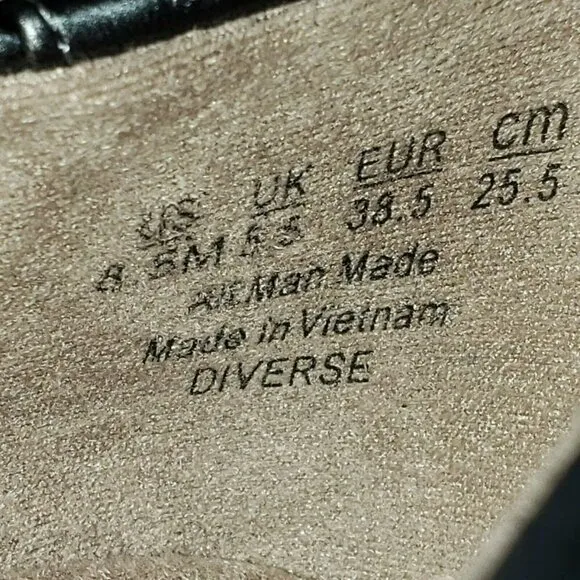 UK EUR cm
8.5M 5.5 38.5 25.5
All Man Made
Made in Vietnam
DIVERSE